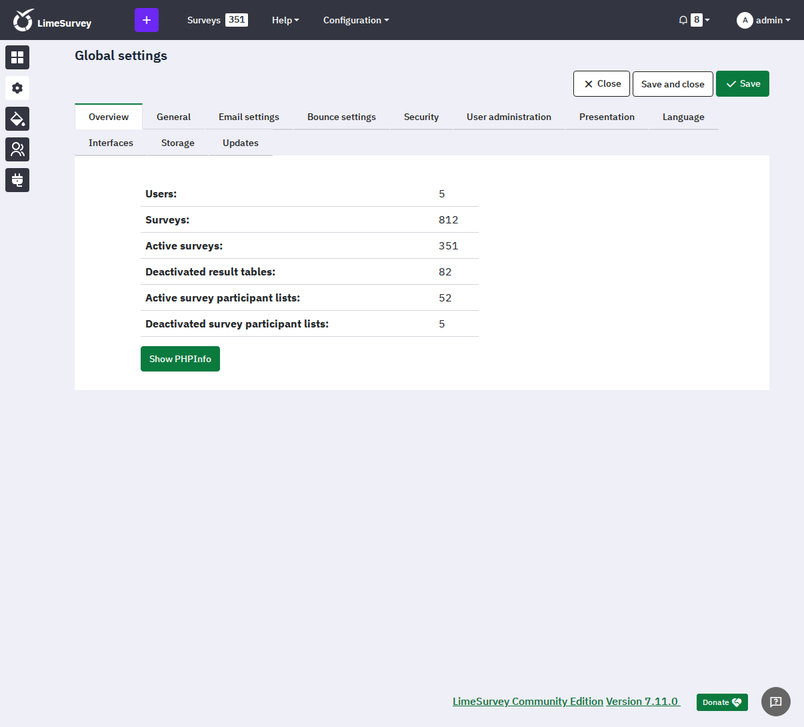 LimeSurvey + Surveys 351 Help Configuration 8 A admin
Global settings
Close Save and close Save
Overview General Email settings Bounce settings Security User administration Presentation Language
Interfaces Storage Updates
Users: 5
Surveys: 812
Active surveys: 351
Deactivated result tables: 82
Active survey participant lists: 52
Deactivated survey participant lists: 5
Show PHPInfo
LimeSurvey Community Edition Version 7.11.0 Donate